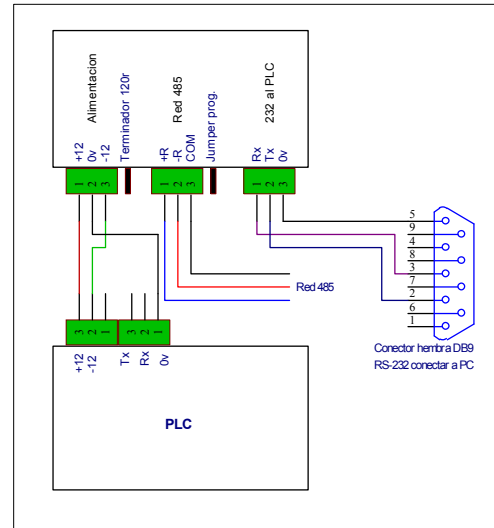 Alimentacion
Red 485
232 al PLC
+12
0v
-12
Terminador 120r
+R
-R
COM
Jumper prog.
Rx
Tx
0v
1
2
3
1
2
3
1
2
3
5
9
4
8
3
7
2
6
1
Red 485
Conector hembra DB9
RS-232 conectar a PC
3
2
1
3
2
1
+12
-12
Tx
Rx
0v
PLC